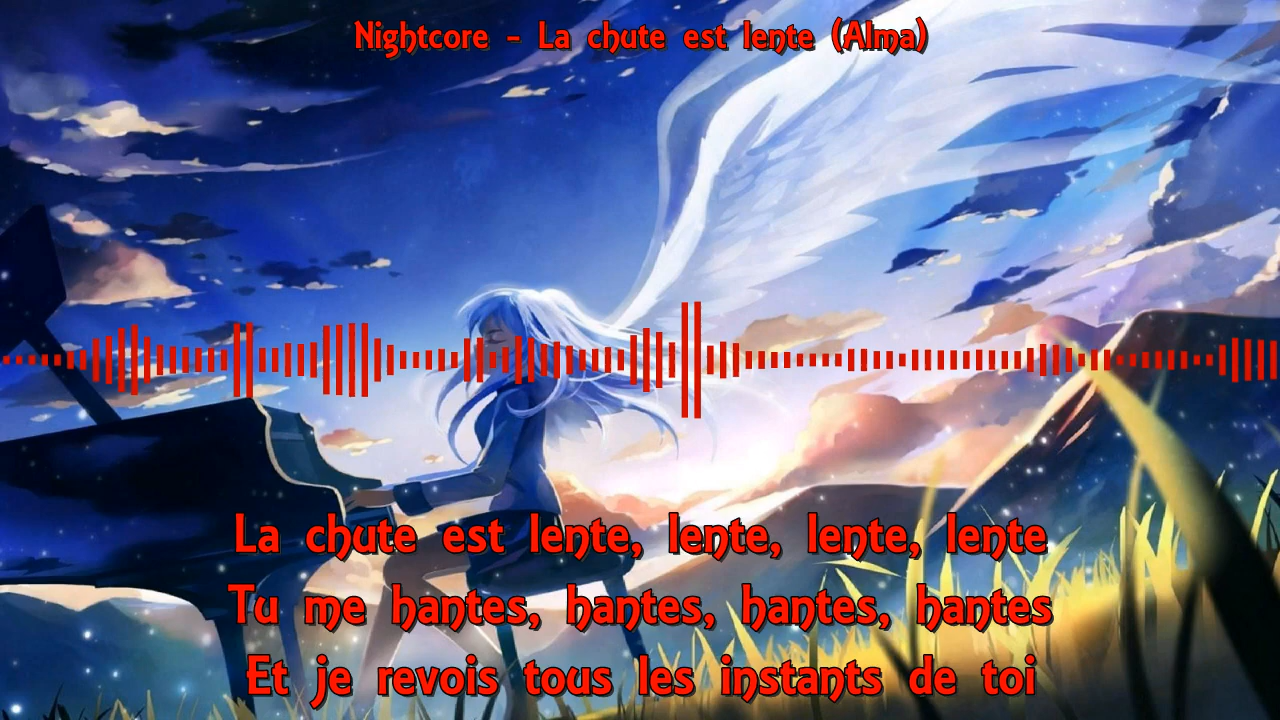 Nightcore - La chute est lente (Alma)
La chute est lente, lente, lente, lente
Tu me hantes, hantes, hantes, hantes
Et je revois tous les instants de toi